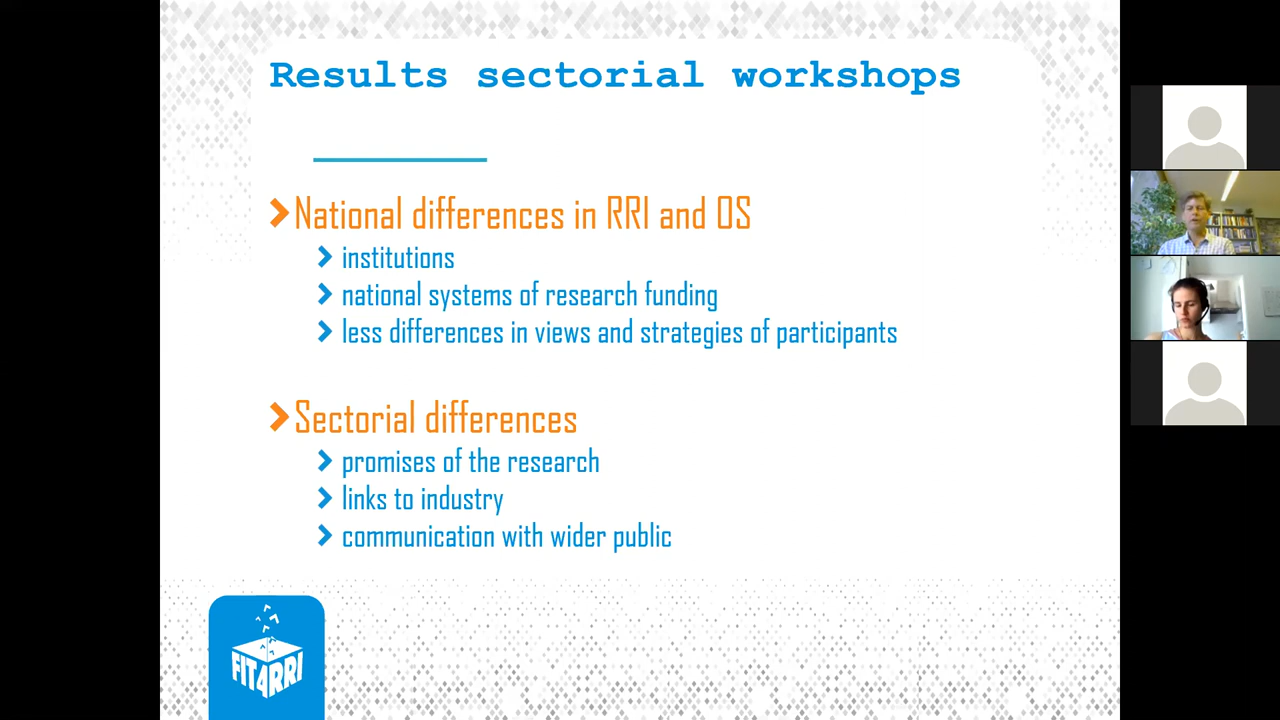 Results sectorial workshops
National differences in RRI and OS
institutions
national systems of research funding
less differences in views and strategies of participants
Sectorial differences
promises of the research
links to industry
communication with wider public
FIT4RRI